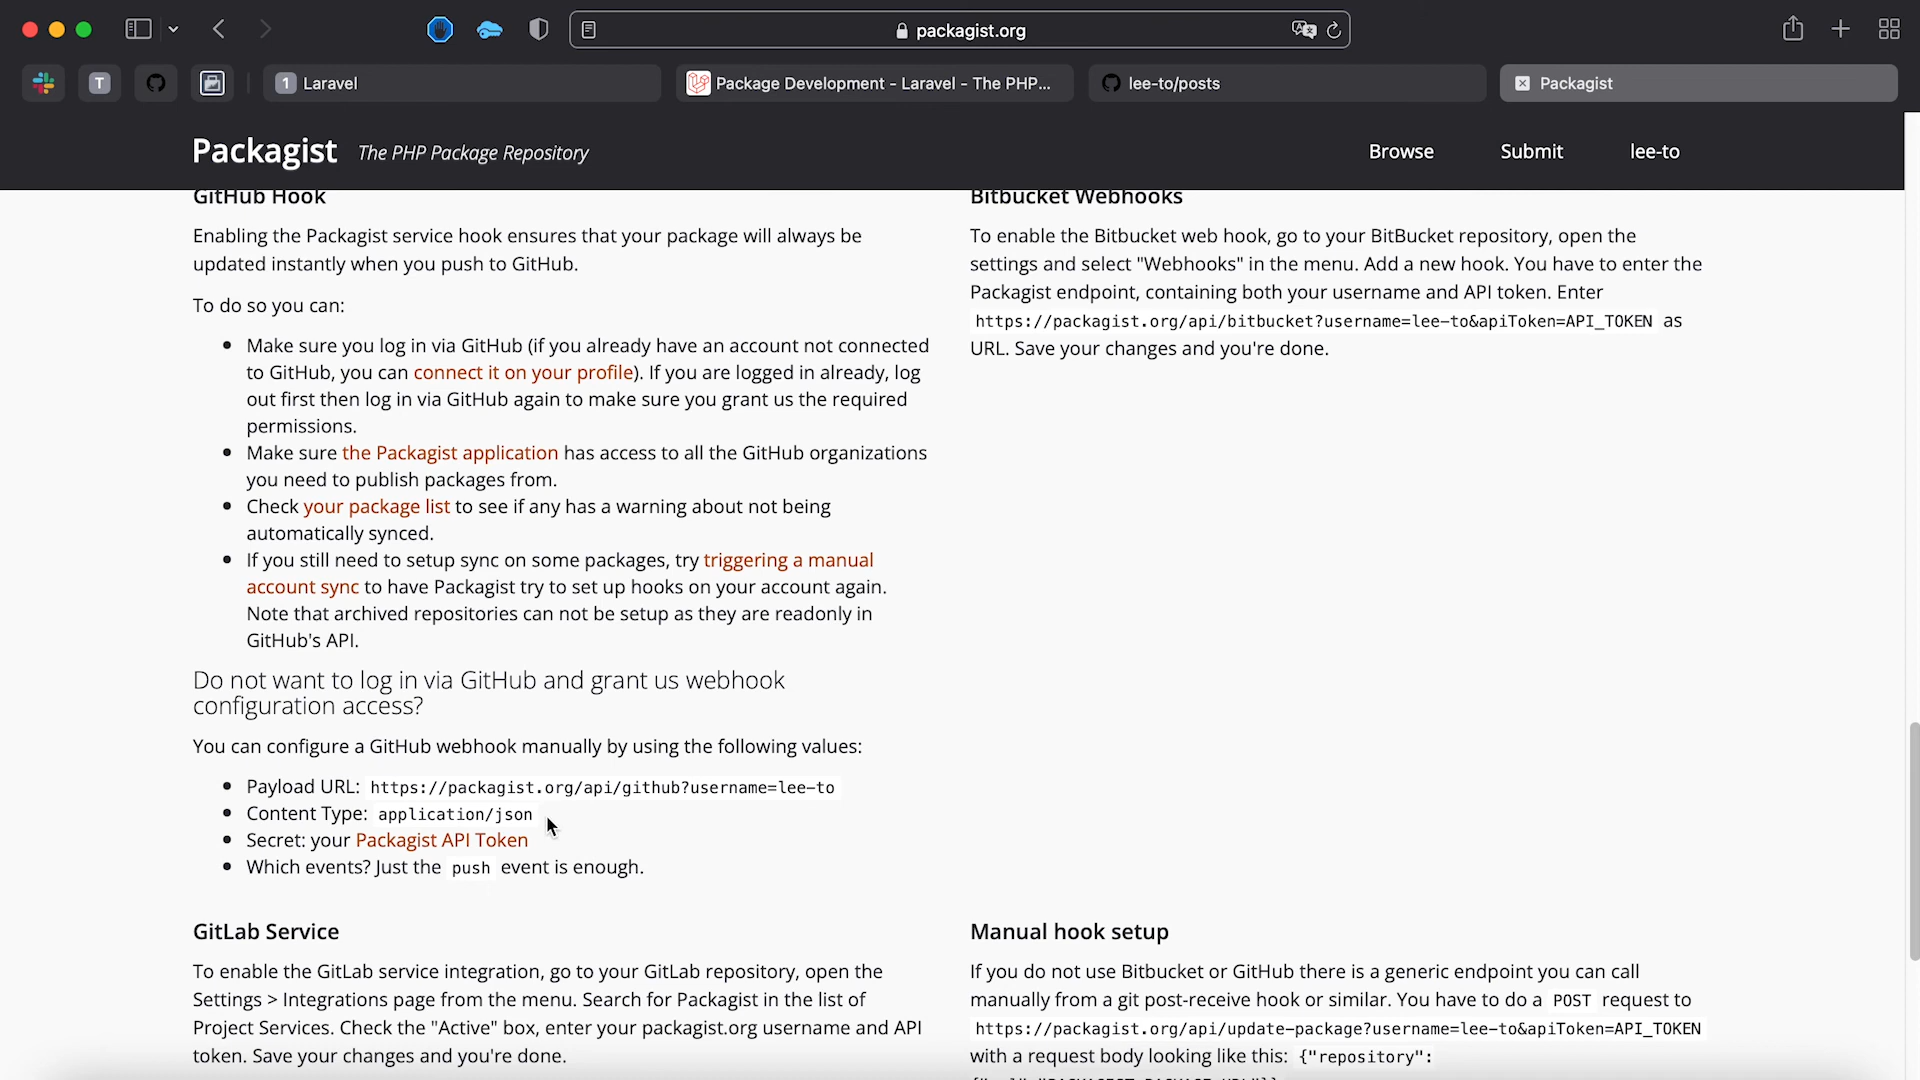 packagist.org
T
1 Laravel
Package Development - Laravel - The PHP...
lee-to/posts
Packagist
Packagist The PHP Package Repository
Browse
Submit
lee-to
GitHub Hook
Enabling the Packagist service hook ensures that your package will always be
updated instantly when you push to GitHub.
To do so you can:
Make sure you log in via GitHub (if you already have an account not connected
to GitHub, you can connect it on your profile). If you are logged in already, log
out first then log in via GitHub again to make sure you grant us the required
permissions.
Make sure the Packagist application has access to all the GitHub organizations
you need to publish packages from.
Check your package list to see if any has a warning about not being
automatically synced.
If you still need to setup sync on some packages, try triggering a manual
account sync to have Packagist try to set up hooks on your account again.
Note that archived repositories can not be setup as they are readonly in
GitHub's API.
Do not want to log in via GitHub and grant us webhook
configuration access?
You can configure a GitHub webhook manually by using the following values:
Payload URL: https://packagist.org/api/github?username=lee-to
Content Type: application/json
Secret: your Packagist API Token
Which events? Just the push event is enough.
Bitbucket Webhooks
To enable the Bitbucket web hook, go to your BitBucket repository, open the
settings and select "Webhooks" in the menu. Add a new hook. You have to enter the
Packagist endpoint, containing both your username and API token. Enter
https://packagist.org/api/bitbucket?username=lee-to&apiToken=API_TOKEN as
URL. Save your changes and you're done.
GitLab Service
To enable the GitLab service integration, go to your GitLab repository, open the
Settings > Integrations page from the menu. Search for Packagist in the list of
Project Services. Check the "Active" box, enter your packagist.org username and API
token. Save your changes and you're done.
Manual hook setup
If you do not use Bitbucket or GitHub there is a generic endpoint you can call
manually from a git post-receive hook or similar. You have to do a POST request to
https://packagist.org/api/update-package?username=lee-to&apiToken=API_TOKEN
with a request body looking like this: {"repository":